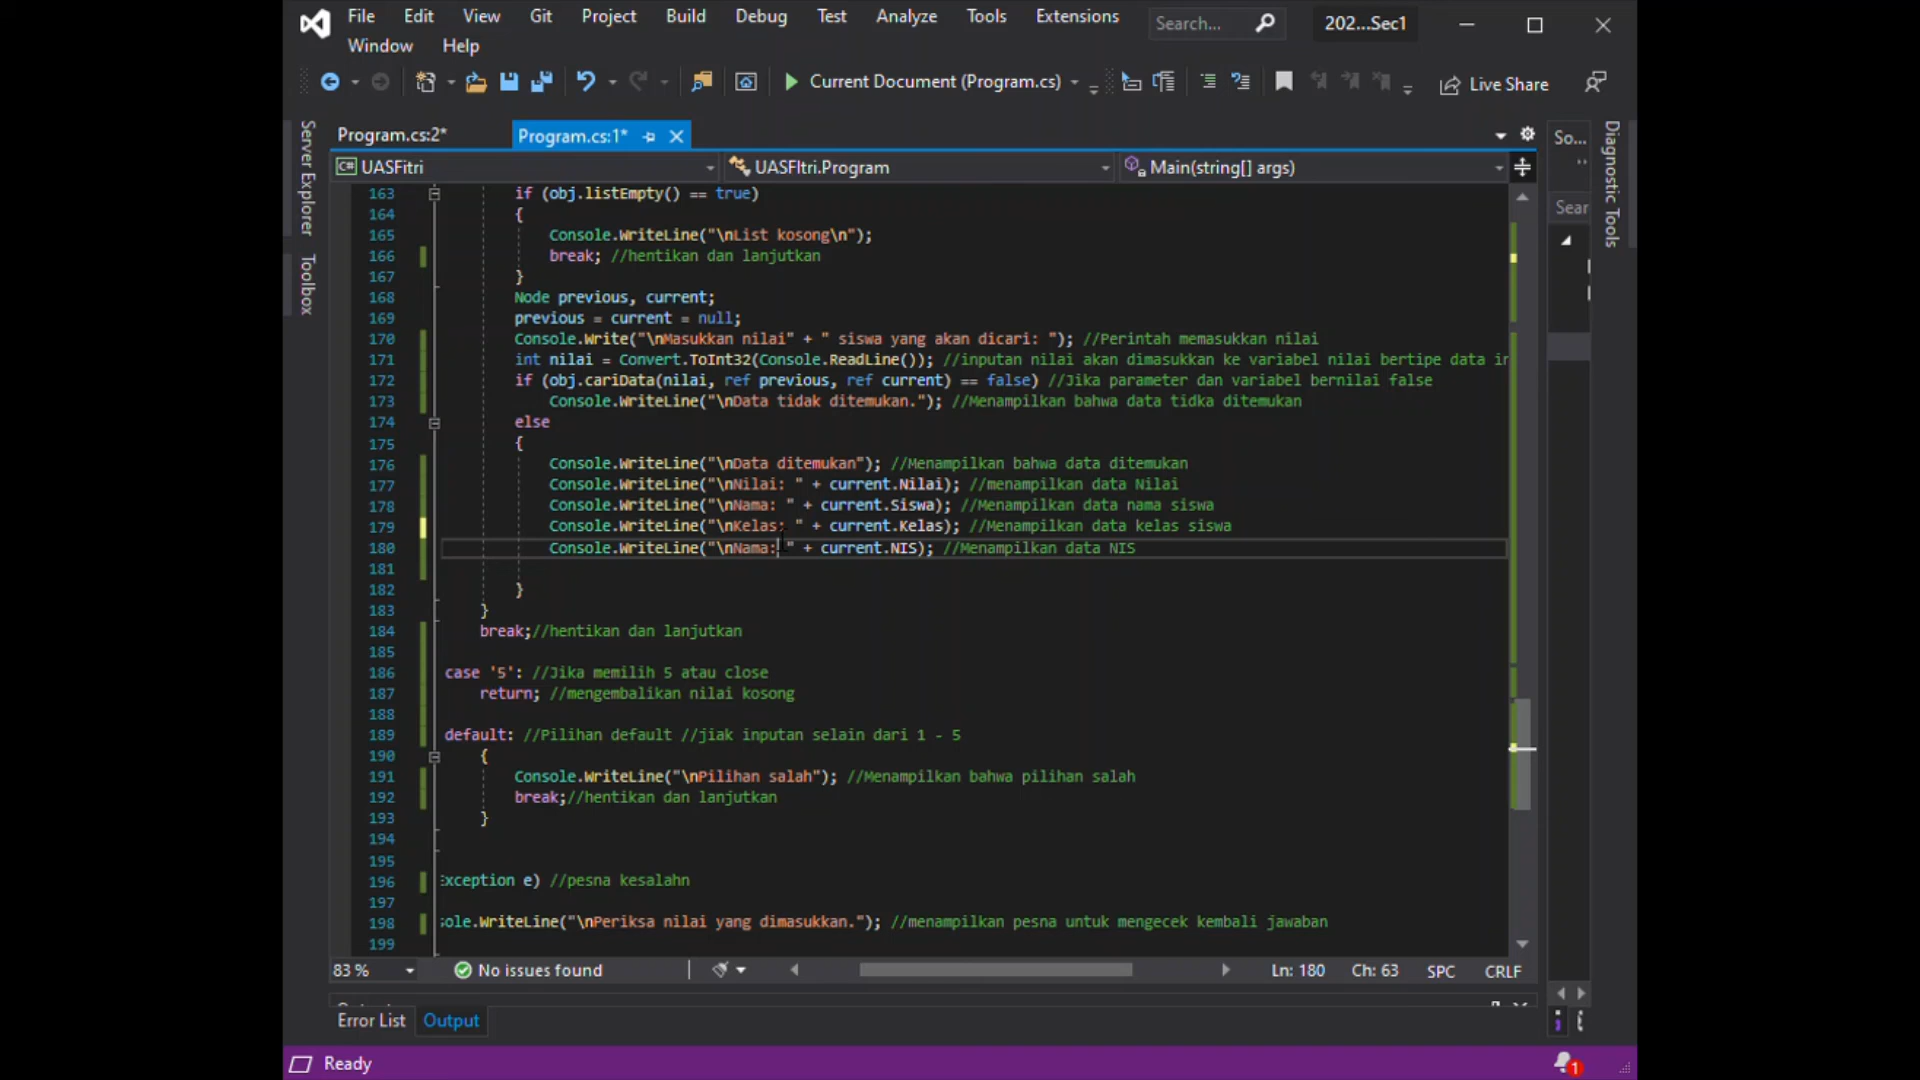 File Edit View Git Project Build Debug Test Analyze Tools Extensions Search... 202...Sec1
Window Help
Current Document (Program.cs) Live Share
Server Explorer
Toolbox
Program.cs:2* Program.cs:1*
UASFitri UASFItri.Program Main(string[] args)
163 if (obj.listEmpty() == true)
164 {
165 Console.WriteLine("\nList kosong\n");
166 break; //hentikan dan lanjutkan
167 }
168 Node previous, current;
169 previous = current = null;
170 Console.Write("\nMasukkan nilai" + " siswa yang akan dicari: "); //Perintah memasukkan nilai
171 int nilai = Convert.ToInt32(Console.ReadLine()); //inputan nilai akan dimasukkan ke variabel nilai bertipe data in
172 if (obj.cariData(nilai, ref previous, ref current) == false) //Jika parameter dan variabel bernilai false
173 Console.WriteLine("\nData tidak ditemukan."); //Menampilkan bahwa data tidka ditemukan
174 else
175 {
176 Console.WriteLine("\nData ditemukan"); //Menampilkan bahwa data ditemukan
177 Console.WriteLine("\nNilai: " + current.Nilai); //menampilkan data Nilai
178 Console.WriteLine("\nNama: " + current.Siswa); //Menampilkan data nama siswa
179 Console.WriteLine("\nKelas: " + current.Kelas); //Menampilkan data kelas siswa
180 Console.WriteLine("\nNama: " + current.NIS); //Menampilkan data NIS
181
182 }
183 }
184 break;//hentikan dan lanjutkan
185
186 case '5': //Jika memilih 5 atau close
187 return; //mengembalikan nilai kosong
188
189 default: //Pilihan default //jiak inputan selain dari 1 - 5
190 {
191 Console.WriteLine("\nPilihan salah"); //Menampilkan bahwa pilihan salah
192 break;//hentikan dan lanjutkan
193 }
194
195
196 Exception e) //pesna kesalahn
197
198 sole.WriteLine("\nPeriksa nilai yang dimasukkan."); //menampilkan pesna untuk mengecek kembali jawaban
199
83 % No issues found Ln: 180 Ch: 63 SPC CRLF
Error List Output
Ready
1
So...
Sear
Diagnostic Tools